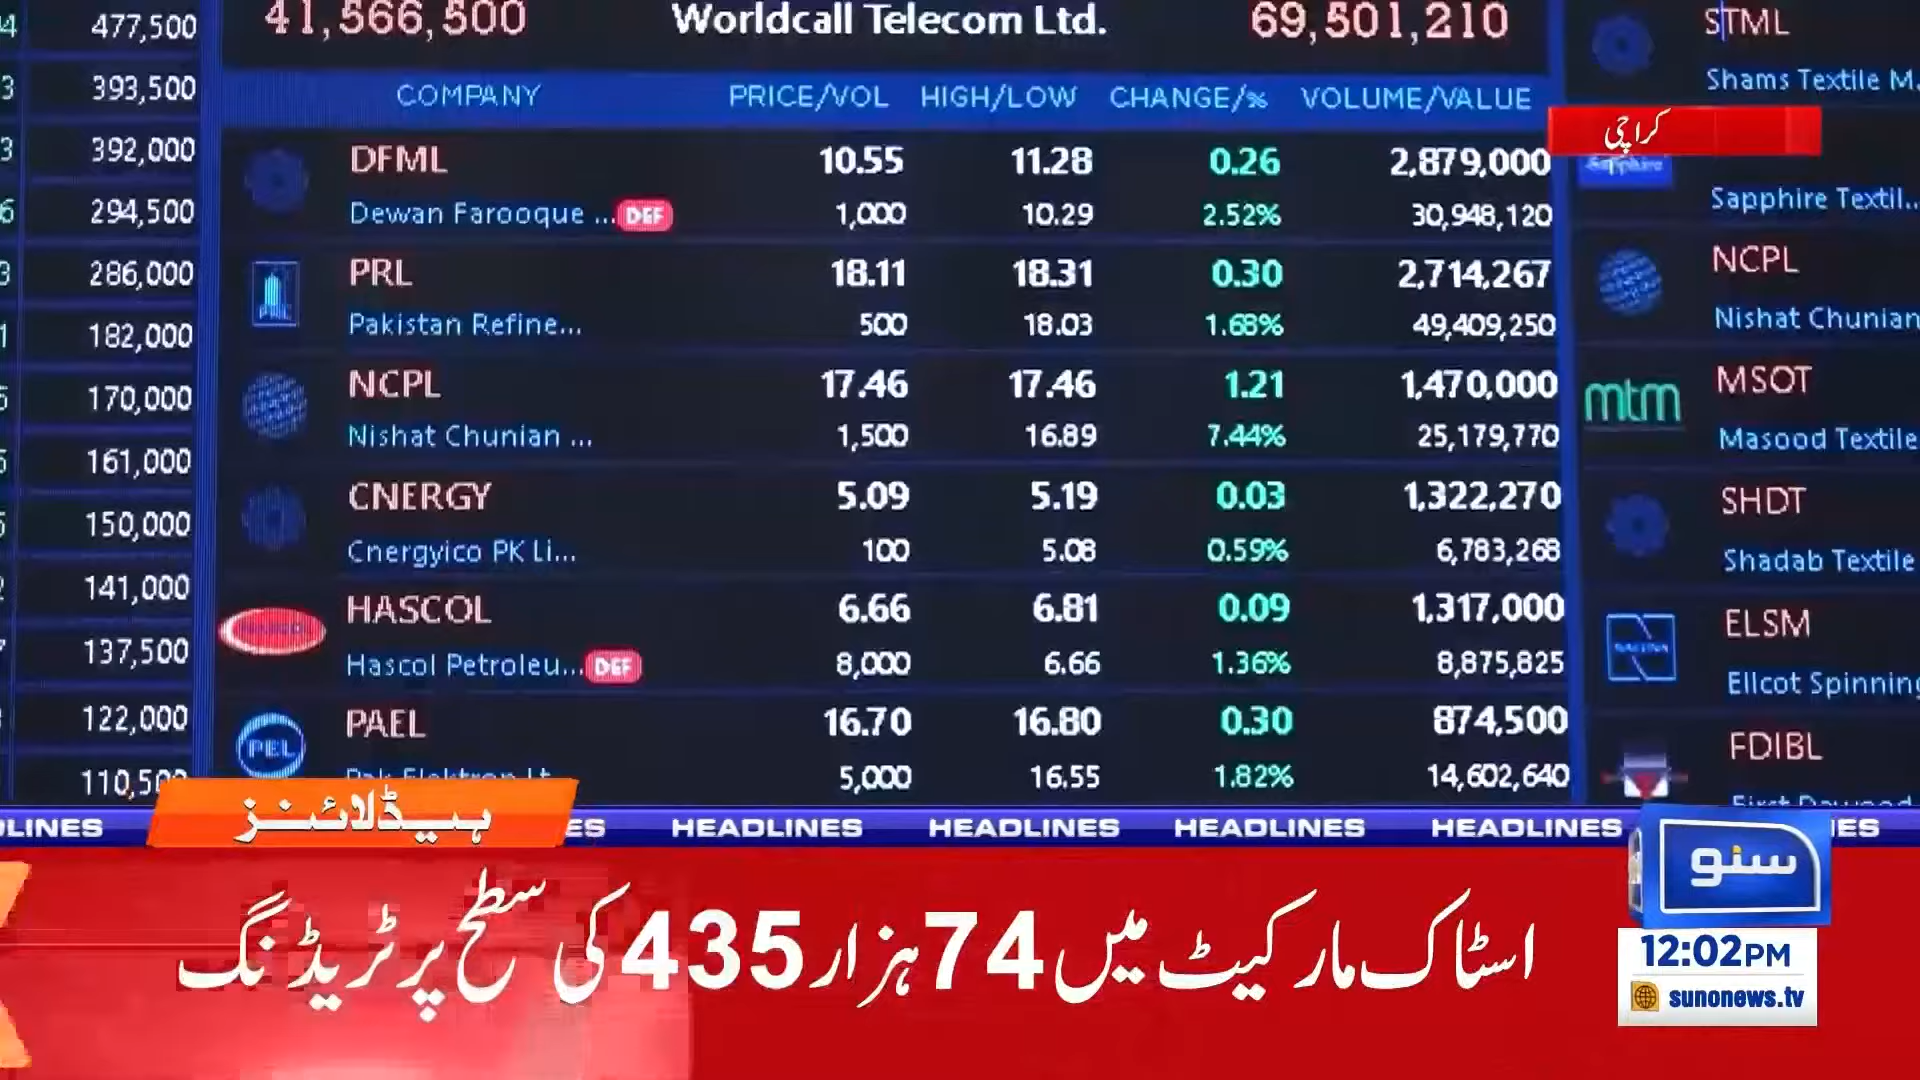 41,566,500 Worldcall Telecom Ltd. 69,501,210
COMPANY PRICE/VOL HIGH/LOW CHANGE/% VOLUME/VALUE
DFML 10.55 11.28 0.26 2,879,000
Dewan Farooque ... DEF 1,000 10.29 2.52% 30,948,120
PRL 18.11 18.31 0.30 2,714,267
Pakistan Refine... 500 18.03 1.68% 49,409,250
NCPL 17.46 17.46 1.21 1,470,000
Nishat Chunian ... 1,500 16.89 7.44% 25,179,770
CNERGY 5.09 5.19 0.03 1,322,270
Cnergyico PK Li... 100 5.08 0.59% 6,783,268
HASCOL 6.66 6.81 0.09 1,317,000
Hascol Petroleu... DEF 8,000 6.66 1.36% 8,875,825
PAEL 16.70 16.80 0.30 874,500
PEL
5,000 16.55 1.82% 14,602,640
477,500
393,500
392,000
294,500
286,000
182,000
170,000
161,000
150,000
141,000
137,500
122,000
110,500
STML
Shams Textile M.
کراچی
Sapphire
Sapphire Textil..
NCPL
Nishat Chunian
mtm
MSOT
Masood Textile
SHDT
Shadab Textile
ELSM
Ellcot Spinning
FDIBL
ہیڈلائنز
HEADLINES HEADLINES HEADLINES HEADLINES
سنو
اسٹاک مارکیٹ میں 74 ہزار 435 کی سطح پر ٹریڈنگ
12:02PM
sunonews.tv